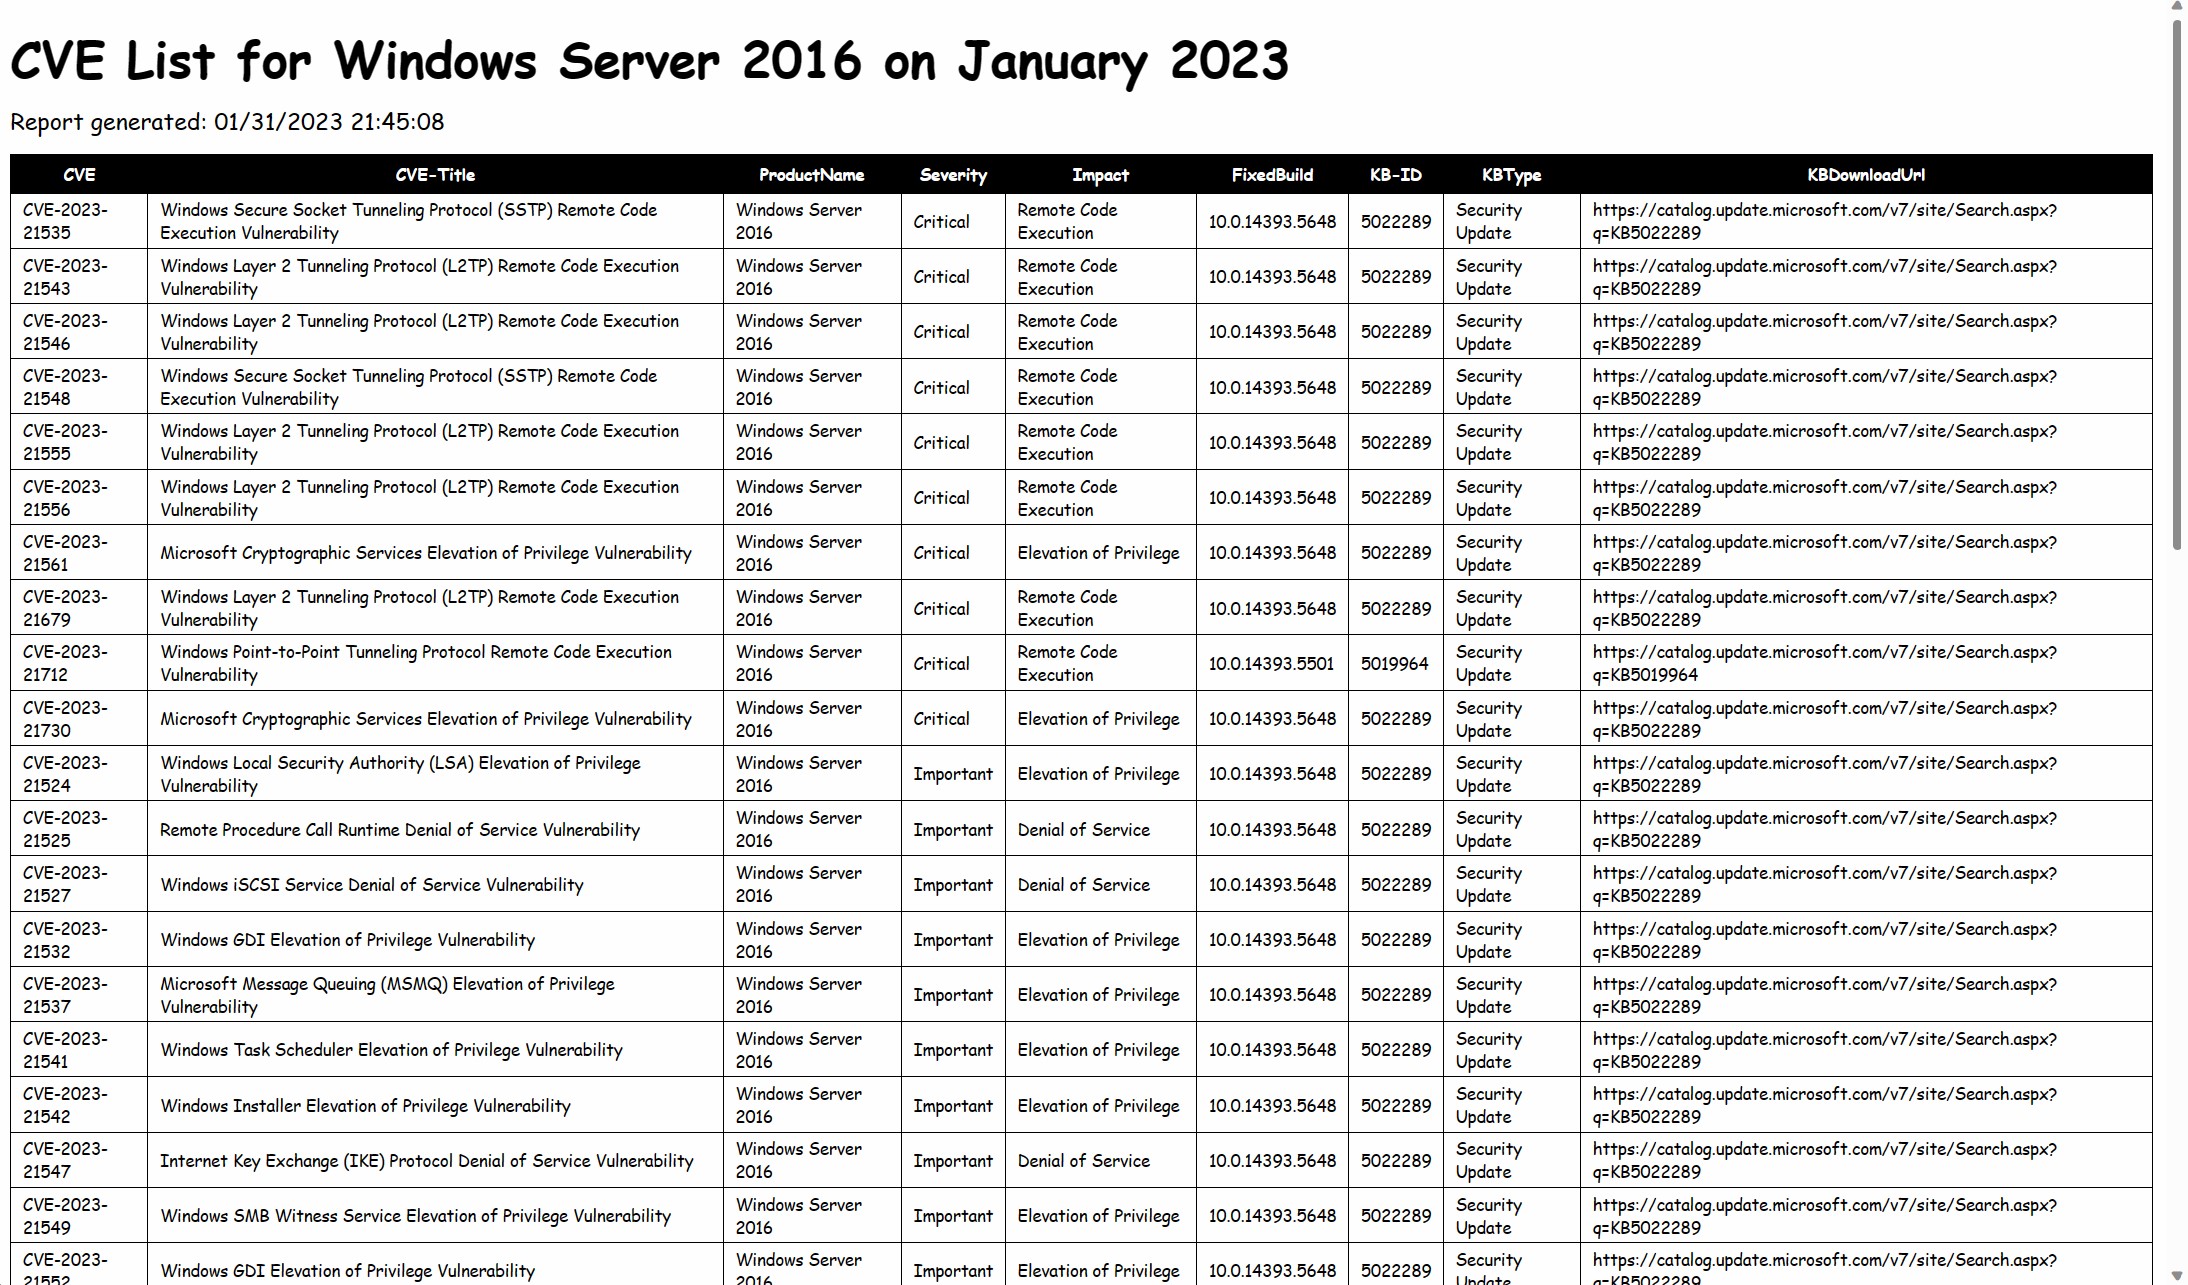 CVE List for Windows Server 2016 on January 2023
Report generated: 01/31/2023 21:45:08
CVE CVE-Title ProductName Severity Impact FixedBuild KB-ID KBType KBDownloadUrl
CVE-2023- Windows Secure Socket Tunneling Protocol (SSTP) Remote Code Windows Server Critical Remote Code 10.0.14393.5648 5022289 Security https://catalog.update.microsoft.com/v7/site/Search.aspx?
21535 Execution Vulnerability 2016 Execution Update q=KB5022289
CVE-2023- Windows Layer 2 Tunneling Protocol (L2TP) Remote Code Execution Windows Server Critical Remote Code 10.0.14393.5648 5022289 Security https://catalog.update.microsoft.com/v7/site/Search.aspx?
21543 Vulnerability 2016 Execution Update q=KB5022289
CVE-2023- Windows Layer 2 Tunneling Protocol (L2TP) Remote Code Execution Windows Server Critical Remote Code 10.0.14393.5648 5022289 Security https://catalog.update.microsoft.com/v7/site/Search.aspx?
21546 Vulnerability 2016 Execution Update q=KB5022289
CVE-2023- Windows Secure Socket Tunneling Protocol (SSTP) Remote Code Windows Server Critical Remote Code 10.0.14393.5648 5022289 Security https://catalog.update.microsoft.com/v7/site/Search.aspx?
21548 Execution Vulnerability 2016 Execution Update q=KB5022289
CVE-2023- Windows Layer 2 Tunneling Protocol (L2TP) Remote Code Execution Windows Server Critical Remote Code 10.0.14393.5648 5022289 Security https://catalog.update.microsoft.com/v7/site/Search.aspx?
21555 Vulnerability 2016 Execution Update q=KB5022289
CVE-2023- Windows Layer 2 Tunneling Protocol (L2TP) Remote Code Execution Windows Server Critical Remote Code 10.0.14393.5648 5022289 Security https://catalog.update.microsoft.com/v7/site/Search.aspx?
21556 Vulnerability 2016 Execution Update q=KB5022289
CVE-2023- Microsoft Cryptographic Services Elevation of Privilege Vulnerability Windows Server Critical Elevation of Privilege 10.0.14393.5648 5022289 Security https://catalog.update.microsoft.com/v7/site/Search.aspx?
21561 2016 Update q=KB5022289
CVE-2023- Windows Layer 2 Tunneling Protocol (L2TP) Remote Code Execution Windows Server Critical Remote Code 10.0.14393.5648 5022289 Security https://catalog.update.microsoft.com/v7/site/Search.aspx?
21679 Vulnerability 2016 Execution Update q=KB5022289
CVE-2023- Windows Point-to-Point Tunneling Protocol Remote Code Execution Windows Server Critical Remote Code 10.0.14393.5501 5019964 Security https://catalog.update.microsoft.com/v7/site/Search.aspx?
21712 Vulnerability 2016 Execution Update q=KB5019964
CVE-2023- Microsoft Cryptographic Services Elevation of Privilege Vulnerability Windows Server Critical Elevation of Privilege 10.0.14393.5648 5022289 Security https://catalog.update.microsoft.com/v7/site/Search.aspx?
21730 2016 Update q=KB5022289
CVE-2023- Windows Local Security Authority (LSA) Elevation of Privilege Windows Server Important Elevation of Privilege 10.0.14393.5648 5022289 Security https://catalog.update.microsoft.com/v7/site/Search.aspx?
21524 Vulnerability 2016 Update q=KB5022289
CVE-2023- Remote Procedure Call Runtime Denial of Service Vulnerability Windows Server Important Denial of Service 10.0.14393.5648 5022289 Security https://catalog.update.microsoft.com/v7/site/Search.aspx?
21525 2016 Update q=KB5022289
CVE-2023- Windows iSCSI Service Denial of Service Vulnerability Windows Server Important Denial of Service 10.0.14393.5648 5022289 Security https://catalog.update.microsoft.com/v7/site/Search.aspx?
21527 2016 Update q=KB5022289
CVE-2023- Windows GDI Elevation of Privilege Vulnerability Windows Server Important Elevation of Privilege 10.0.14393.5648 5022289 Security https://catalog.update.microsoft.com/v7/site/Search.aspx?
21532 2016 Update q=KB5022289
CVE-2023- Microsoft Message Queuing (MSMQ) Elevation of Privilege Windows Server Important Elevation of Privilege 10.0.14393.5648 5022289 Security https://catalog.update.microsoft.com/v7/site/Search.aspx?
21537 Vulnerability 2016 Update q=KB5022289
CVE-2023- Windows Task Scheduler Elevation of Privilege Vulnerability Windows Server Important Elevation of Privilege 10.0.14393.5648 5022289 Security https://catalog.update.microsoft.com/v7/site/Search.aspx?
21541 2016 Update q=KB5022289
CVE-2023- Windows Installer Elevation of Privilege Vulnerability Windows Server Important Elevation of Privilege 10.0.14393.5648 5022289 Security https://catalog.update.microsoft.com/v7/site/Search.aspx?
21542 2016 Update q=KB5022289
CVE-2023- Internet Key Exchange (IKE) Protocol Denial of Service Vulnerability Windows Server Important Denial of Service 10.0.14393.5648 5022289 Security https://catalog.update.microsoft.com/v7/site/Search.aspx?
21547 2016 Update q=KB5022289
CVE-2023- Windows SMB Witness Service Elevation of Privilege Vulnerability Windows Server Important Elevation of Privilege 10.0.14393.5648 5022289 Security https://catalog.update.microsoft.com/v7/site/Search.aspx?
21549 2016 Update q=KB5022289
CVE-2023- Windows GDI Elevation of Privilege Vulnerability Windows Server Important Elevation of Privilege 10.0.14393.5648 5022289 Security https://catalog.update.microsoft.com/v7/site/Search.aspx?
21552 2016 Update q=KB5022289